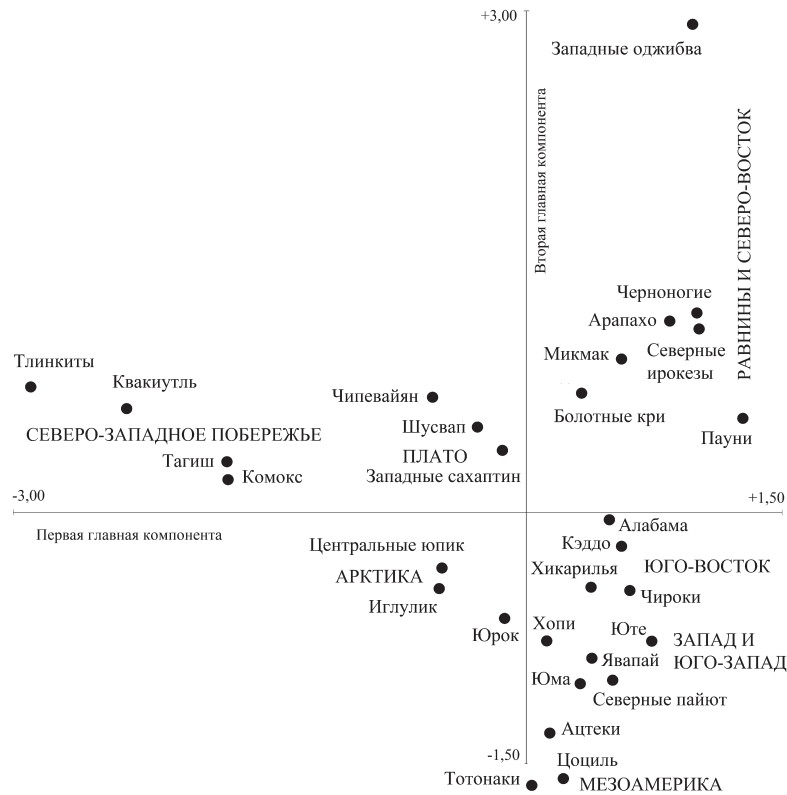 +3,00
Западные оджибва
Вторая главная компонента
РАВНИНЫ И СЕВЕРО-ВОСТОК
Черноногие
Арапахо
Микмак
Северные
ирокезы
Тлинкиты
Квакиутль
Чипевайян
Болотные кри
Шусвап
СЕВЕРО-ЗАПАДНОЕ ПОБЕРЕЖЬЕ
Пауни
ПЛАТО
Тагиш
Комокс
Западные сахаптин
-3,00
+1,50
Первая главная компонента
Алабама
Центральные юпик
Кэддо
АРКТИКА
Хикарилья
ЮГО-ВОСТОК
Иглулик
Чироки
Юрок
Хопи
Юте
ЗАПАД И
ЮГО-ЗАПАД
Явапай
Юма
Северные пайют
Ацтеки
-1,50
Цоциль
Тотонаки
МЕЗОАМЕРИКА